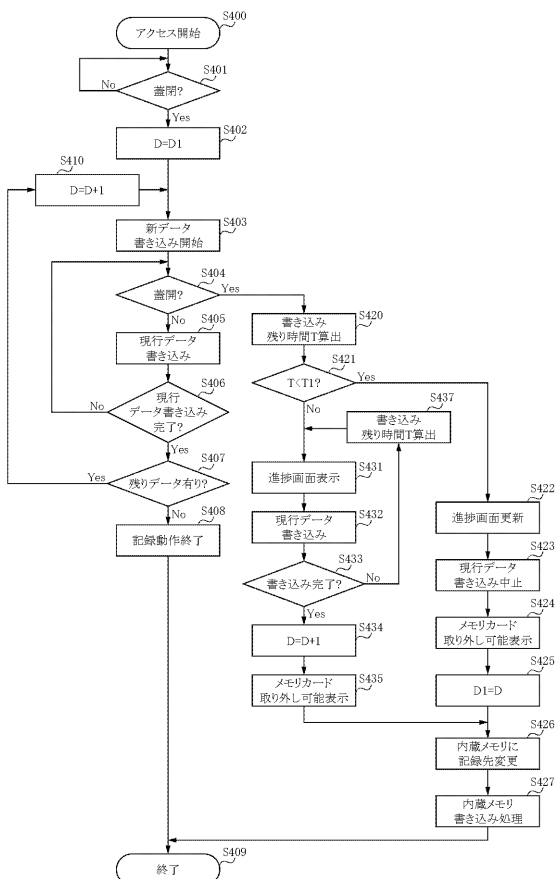 S400
アクセス開始
S401
蓋閉?
No
Yes
S402
D=D1
S410
D=D+1
S403
新データ
書き込み開始
S404
蓋開?
Yes
No
S405
現行データ
書き込み
S406
現行
データ書き込み
完了?
No
Yes
S407
残りデータ有り?
Yes
No
S408
記録動作終了
S420
書き込み
残り時間T算出
S421
T<T1?
Yes
No
S437
書き込み
残り時間T算出
S431
進捗画面表示
S432
現行データ
書き込み
S433
書き込み完了?
No
Yes
S434
D=D+1
S435
メモリカード
取り外し可能表示
S422
進捗画面更新
S423
現行データ
書き込み中止
S424
メモリカード
取り外し可能表示
S425
D1=D
S426
内蔵メモリに
記録先変更
S427
内蔵メモリ
書き込み処理
S409
終了